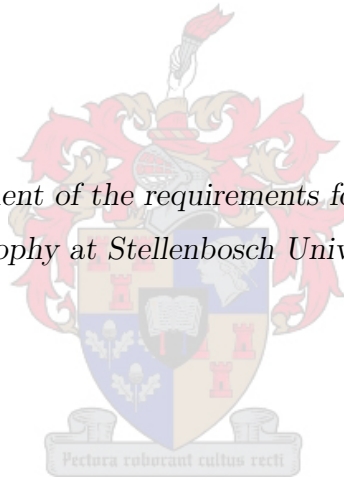 ent of the requirements fo
ophy at Stellenbosch Univ
Pectora roborant cultus recti